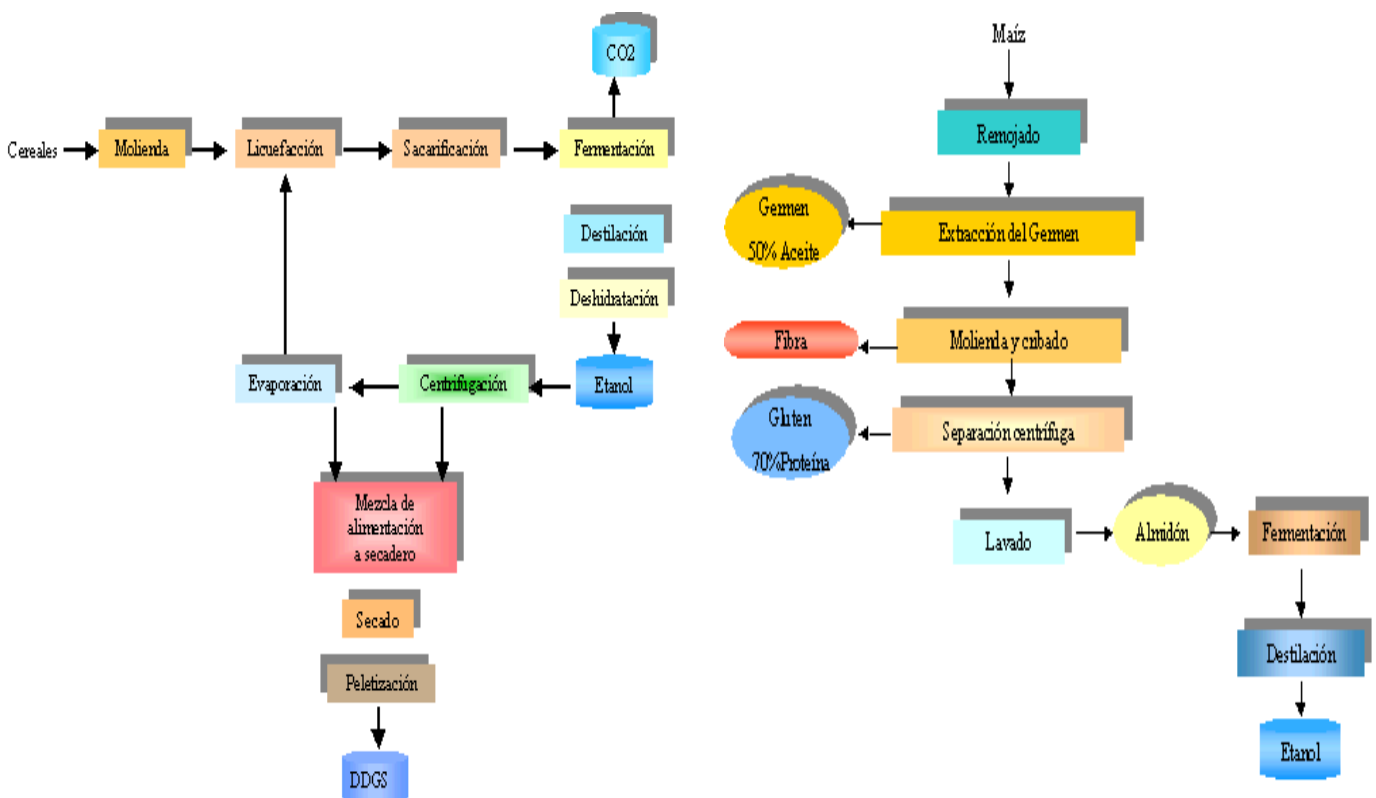 CO2
Cereales
Molienda
Licuefacción
Sacarificación
Fermentación
Destilación
Deshidratación
Evaporación
Centrifugación
Etanol
Mezcla de
alimentación
a secadero
Secado
Peletización
DDGS
Maíz
Remojado
Germen
50% Aceite
Extracción del Germen
Fibra
Molienda y cribado
Gluten
70%Proteína
Separación centrífuga
Lavado
Almidón
Fermentación
Destilación
Etanol